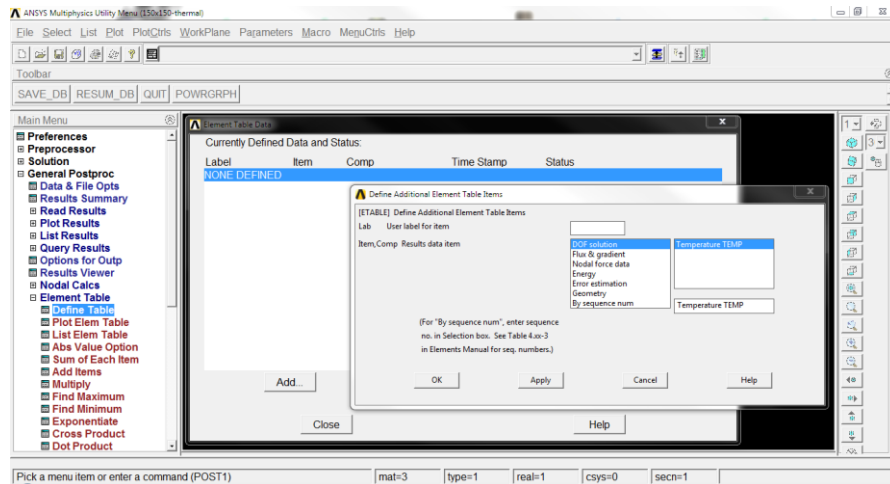 ANSYS Multiphysics Utility Menu (150x150-thermal)
File Select List Plot PlotCtrls WorkPlane Parameters Macro MenuCtrls Help
Toolbar
SAVE_DB RESUM_DB QUIT POWRGRPH
Main Menu
Preferences
Preprocessor
Solution
General Postproc
Data & File Opts
Results Summary
Read Results
Plot Results
List Results
Query Results
Options for Outp
Results Viewer
Nodal Calcs
Element Table
Define Table
Plot Elem Table
List Elem Table
Abs Value Option
Sum of Each Item
Add Items
Multiply
Find Maximum
Find Minimum
Exponentiate
Cross Product
Dot Product
Element Table Data
Currently Defined Data and Status:
Label Item Comp Time Stamp Status
NONE DEFINED
Add...
Close Help
Define Additional Element Table Items
[ETABLE] Define Additional Element Table Items
Lab User label for item
Item,Comp Results data item
DOF solution
Flux & gradient
Nodal force data
Energy
Error estimation
Geometry
By sequence num
Temperature TEMP
Temperature TEMP
(For "By sequence num", enter sequence
no. in Selection box. See Table 4.xx-3
in Elements Manual for seq. numbers.)
OK Apply Cancel Help
1
3
Pick a menu item or enter a command (POST1) mat=3 type=1 real=1 csys=0 secn=1